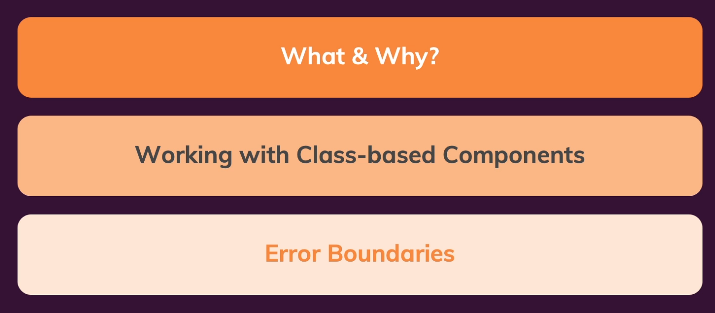 What & Why?
Working with Class-based Components
Error Boundaries